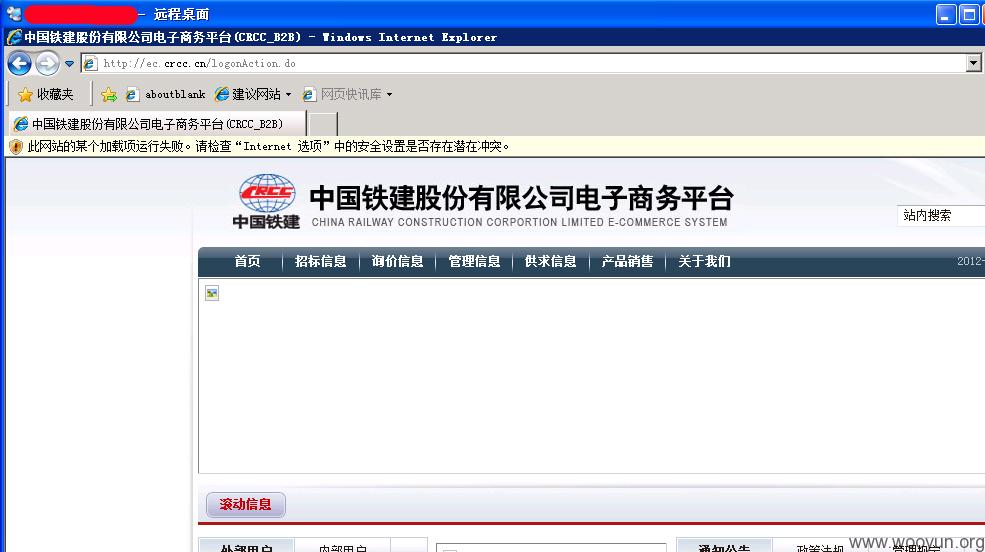 - 远程桌面
中国铁建股份有限公司电子商务平台(CRCC_B2B) - Windows Internet Explorer
http://ec.crcc.cn/logonAction.do
收藏夹 aboutblank 建议网站 网页快讯库
中国铁建股份有限公司电子商务平台(CRCC_B2B)
此网站的某个加载项运行失败。请检查“Internet 选项”中的安全设置是否存在潜在冲突。
CRCC
中国铁建
中国铁建股份有限公司电子商务平台
CHINA RAILWAY CONSTRUCTION CORPORTION LIMITED E-COMMERCE SYSTEM
站内搜索
首页 招标信息 询价信息 管理信息 供求信息 产品销售 关于我们 2012-
滚动信息
外部用户 内部用户 通知公告 政策法规 管理规定
www.wooyun.org